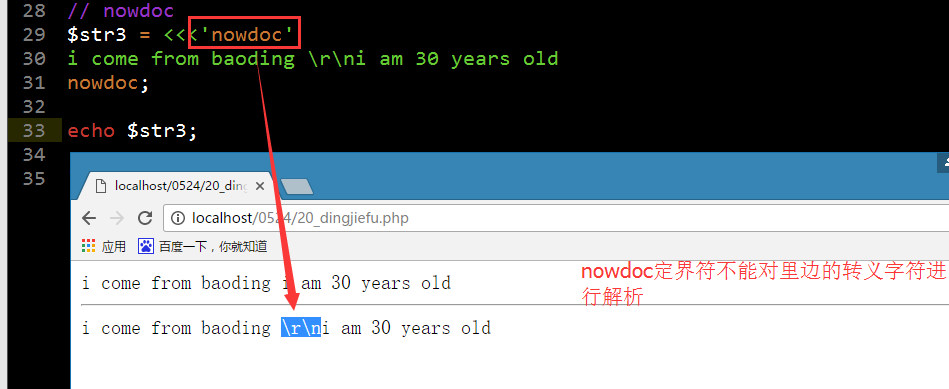 28 // nowdoc
29 $str3 = <<<'nowdoc'
30 i come from baoding \r\ni am 30 years old
31 nowdoc;
32
33 echo $str3;
34
35
localhost/0524/20_ding
localhost/0524/20_dingjiefu.php
应用 百度一下，你就知道
i come from baoding i am 30 years old
nowdoc定界符不能对里边的转义字符进
行解析
i come from baoding \r\ni am 30 years old